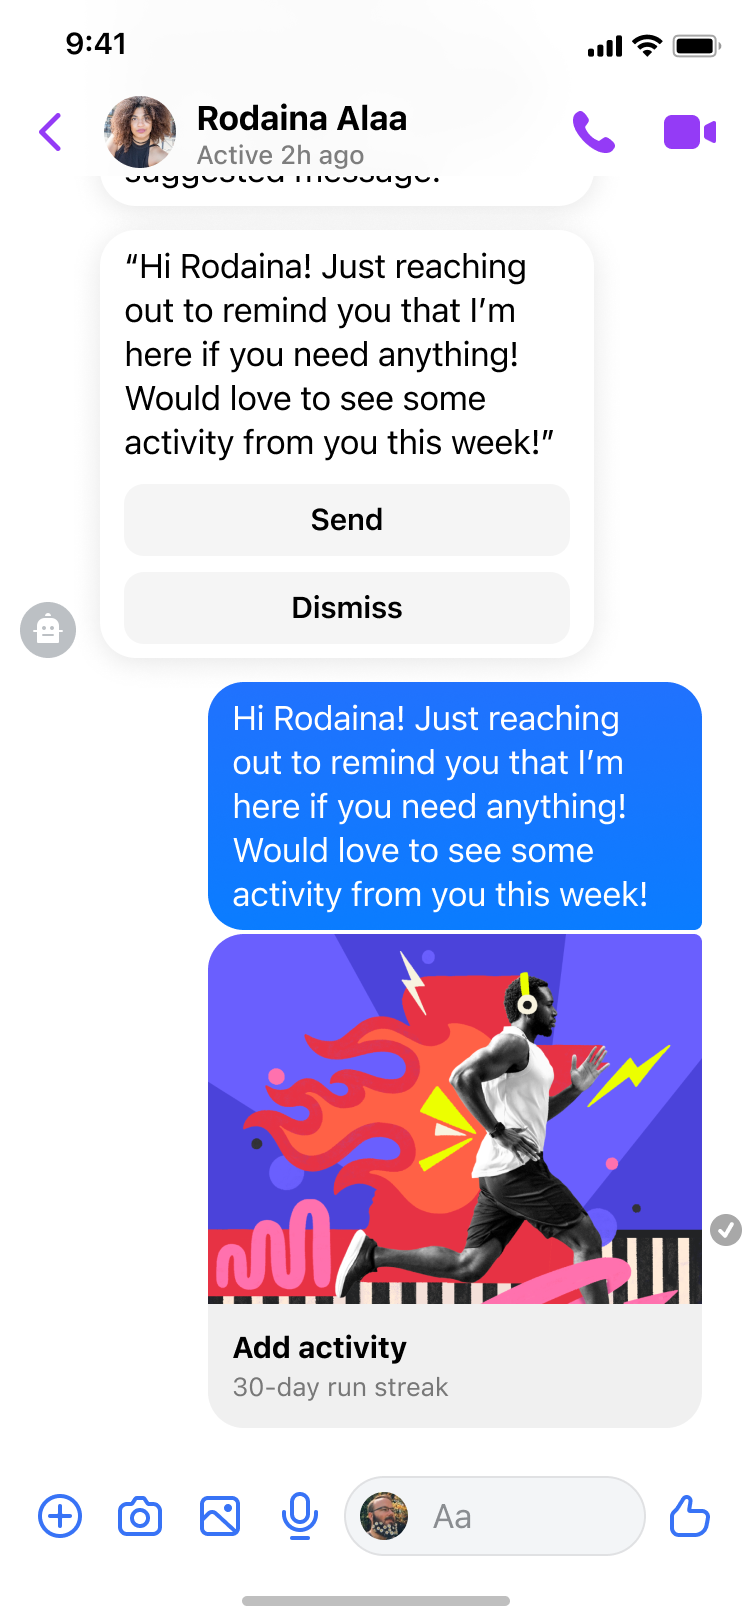 9:41
Rodaina Alaa
Active 2h ago
suggested message.
“Hi Rodaina! Just reaching
out to remind you that I’m
here if you need anything!
Would love to see some
activity from you this week!”
Send
Dismiss
Hi Rodaina! Just reaching
out to remind you that I’m
here if you need anything!
Would love to see some
activity from you this week!
Add activity
30-day run streak
Aa